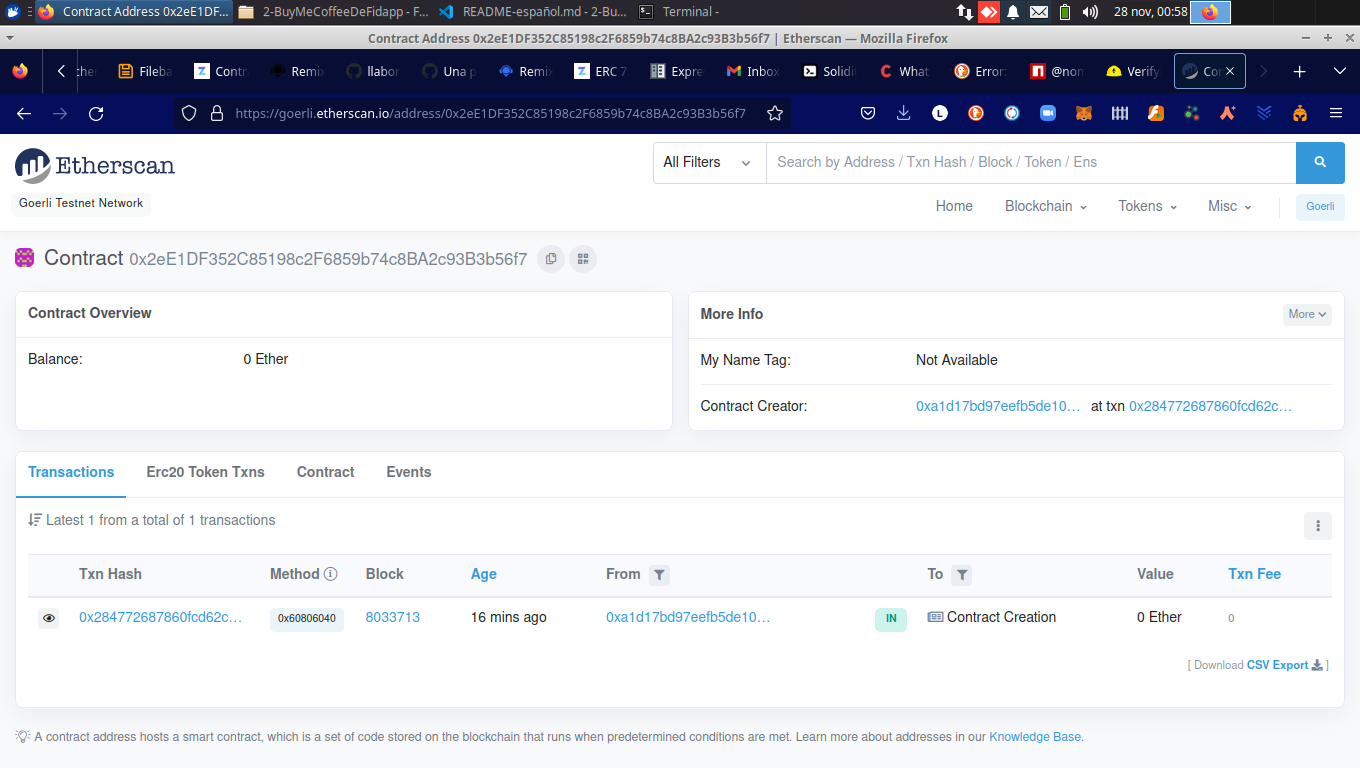 Contract Address 0x2eE1DF...
2-BuyMeCoffeeDeFidapp - F...
README-español.md - 2-Bu...
Terminal -
28 nov, 00:58
Contract Address 0x2eE1DF352C85198c2F6859b74c8BA2c93B3b56f7 | Etherscan — Mozilla Firefox
Fileba
Contr
Remix
llabor
Una p
Remix
ERC 7
Expre
Inbox
Solidit
What
Error:
@nom
Verify
Co
https://goerli.etherscan.io/address/0x2eE1DF352C85198c2F6859b74c8BA2c93B3b56f7
Etherscan
All Filters
Search by Address / Txn Hash / Block / Token / Ens
Goerli Testnet Network
Home Blockchain Tokens Misc Goerli
Contract 0x2eE1DF352C85198c2F6859b74c8BA2c93B3b56f7
Contract Overview
Balance: 0 Ether
More Info
More
My Name Tag: Not Available
Contract Creator: 0xa1d17bd97eefb5de10... at txn 0x284772687860fcd62c...
Transactions Erc20 Token Txns Contract Events
Latest 1 from a total of 1 transactions
Txn Hash Method Block Age From To Value Txn Fee
0x284772687860fcd62c... 0x60806040 8033713 16 mins ago 0xa1d17bd97eefb5de10... IN Contract Creation 0 Ether 0
[ Download CSV Export ]
A contract address hosts a smart contract, which is a set of code stored on the blockchain that runs when predetermined conditions are met. Learn more about addresses in our Knowledge Base.